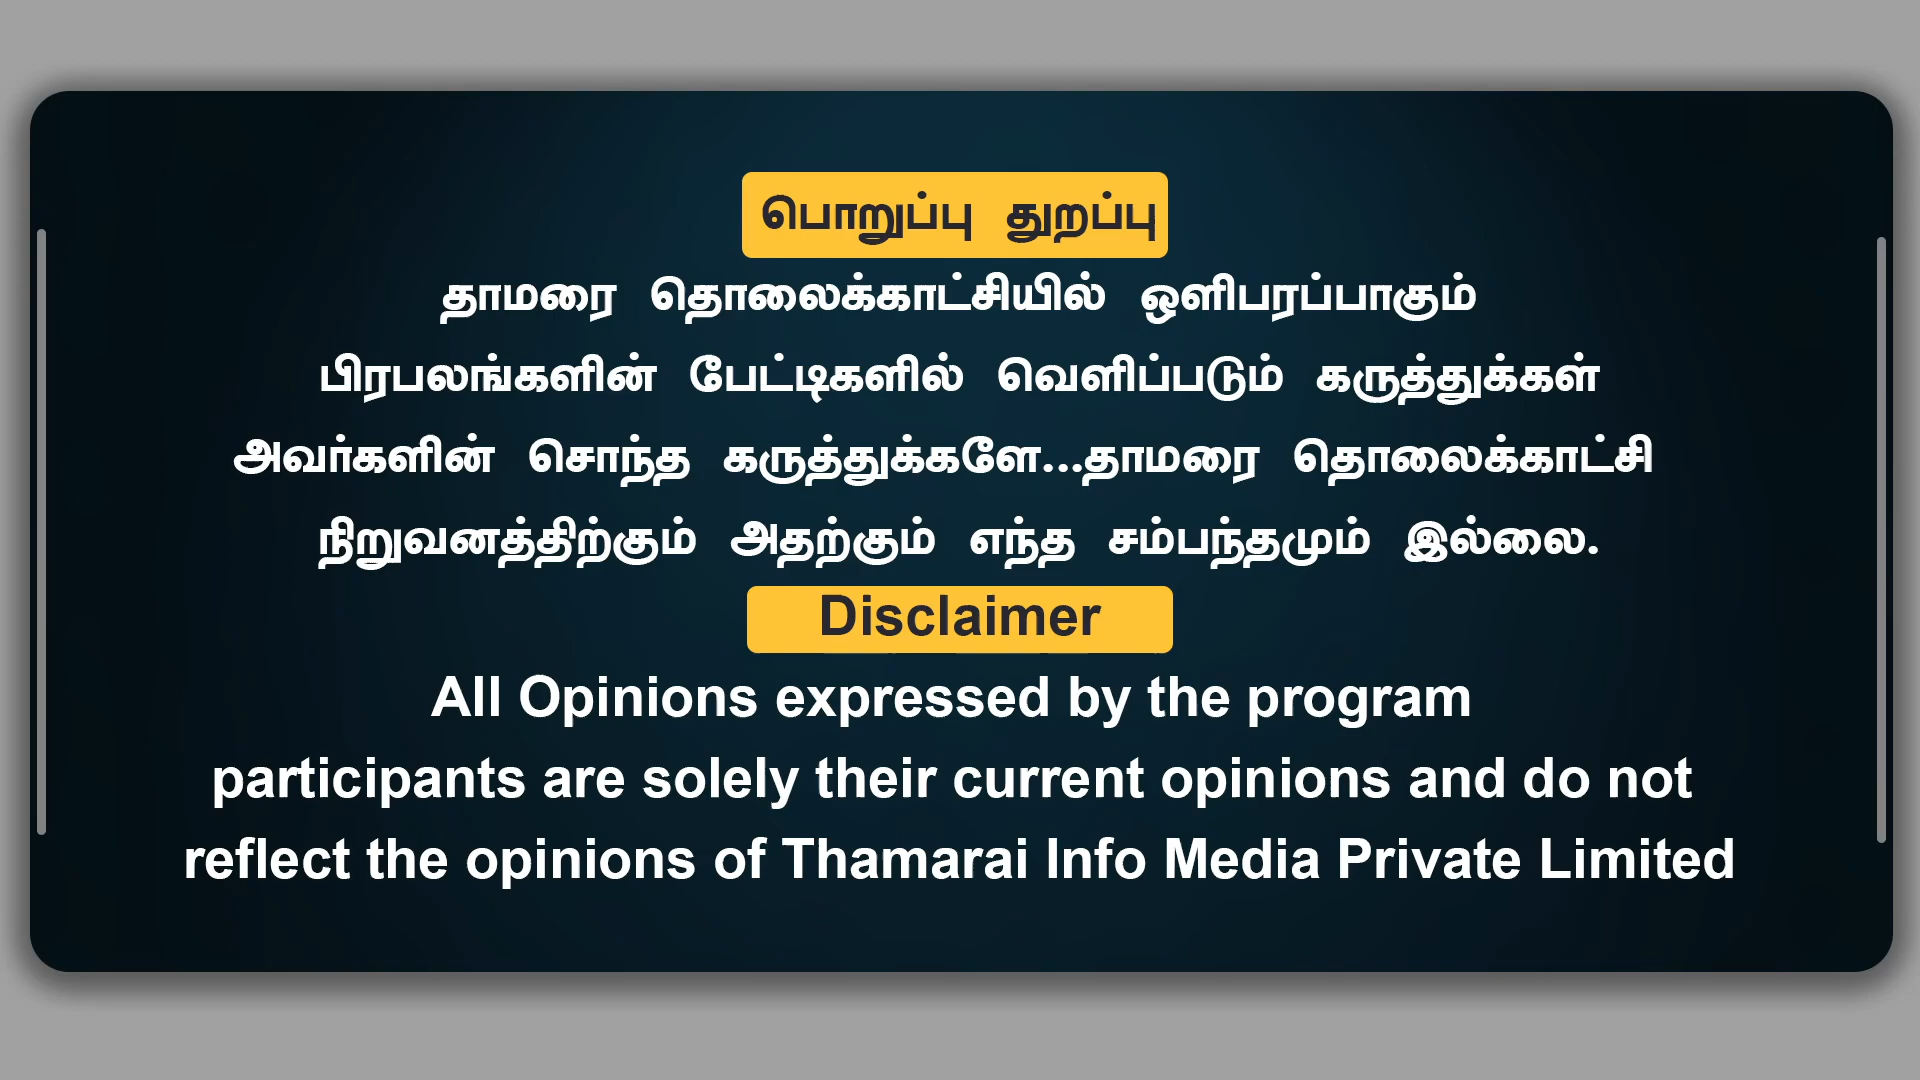 பொறுப்பு துறப்பு
தாமரை தொலைக்காட்சியில் ஒளிபரப்பாகும்
பிரபலங்களின் பேட்டிகளில் வெளிப்படும் கருத்துக்கள்
அவர்களின் சொந்த கருத்துக்களே...தாமரை தொலைக்காட்சி
நிறுவனத்திற்கும் அதற்கும் எந்த சம்பந்தமும் இல்லை.
Disclaimer
All Opinions expressed by the program
participants are solely their current opinions and do not
reflect the opinions of Thamarai Info Media Private Limited